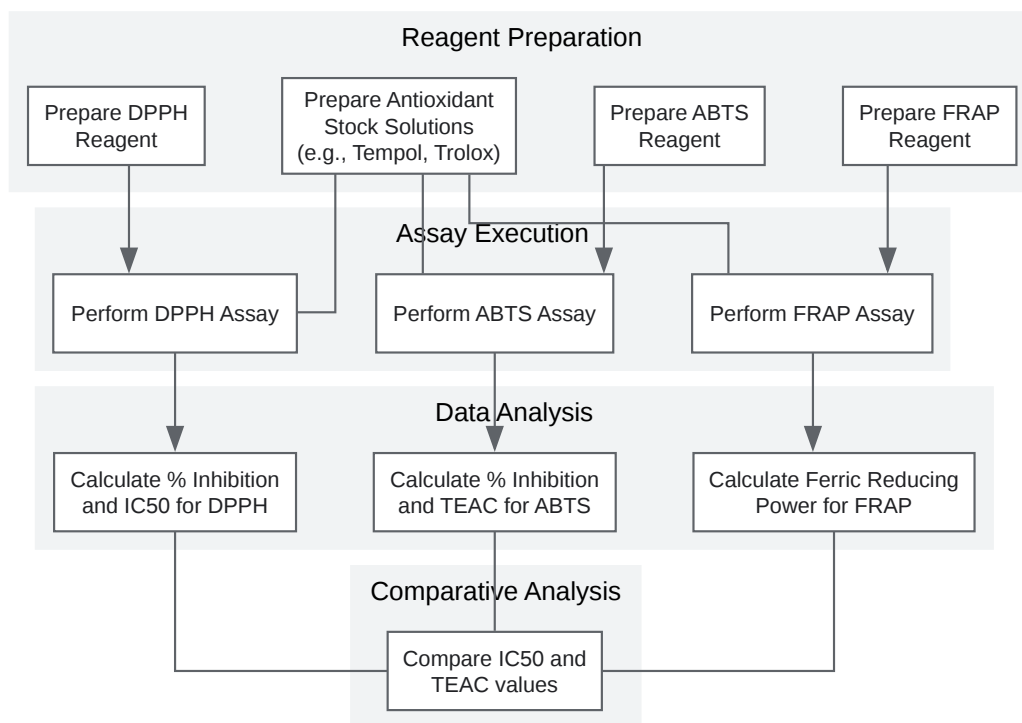 Reagent Preparation
Prepare DPPH
Reagent
Prepare Antioxidant
Stock Solutions
(e.g., Tempol, Trolox)
Prepare ABTS
Reagent
Prepare FRAP
Reagent
Assay Execution
Perform DPPH Assay
Perform ABTS Assay
Perform FRAP Assay
Data Analysis
Calculate % Inhibition
and IC50 for DPPH
Calculate % Inhibition
and TEAC for ABTS
Calculate Ferric Reducing
Power for FRAP
Comparative Analysis
Compare IC50 and
TEAC values